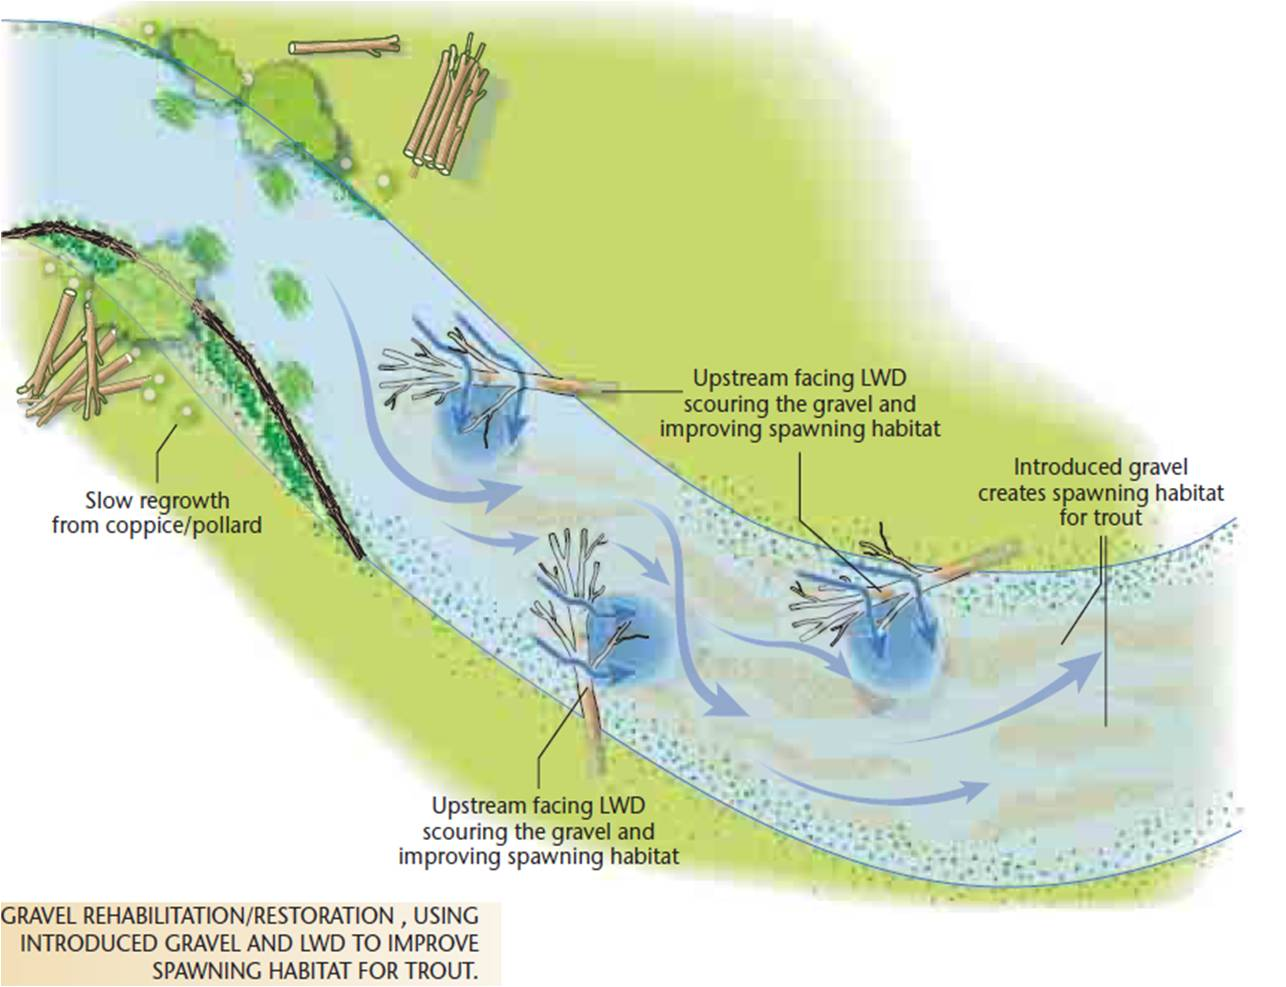 Upstream facing LWD
scouring the gravel and
improving spawning habitat
Introduced gravel
creates spawning habitat
for trout
Slow regrowth
from coppice/pollard
Upstream facing LWD
scouring the gravel and
improving spawning habitat
GRAVEL REHABILITATION/RESTORATION , USING
INTRODUCED GRAVEL AND LWD TO IMPROVE
SPAWNING HABITAT FOR TROUT.